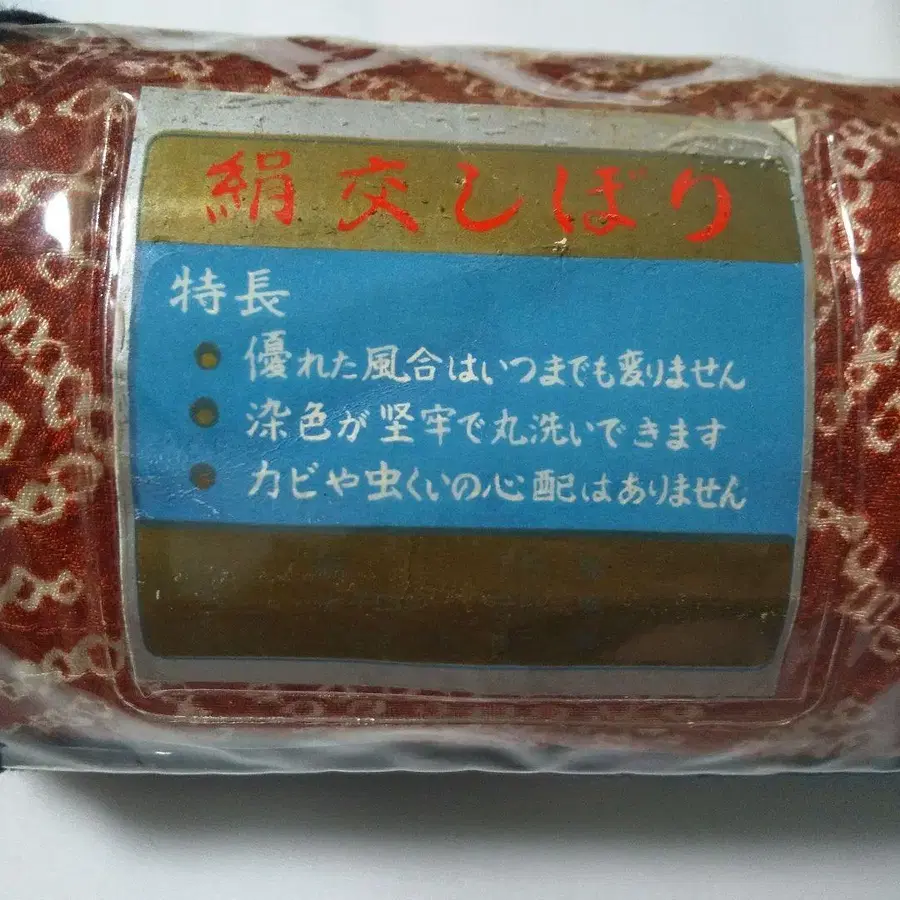 絹交しぼり
特長
● 優れた風合はいつまでも変りません
● 染色が堅牢で丸洗いできます
● カビや虫くいの心配はありません